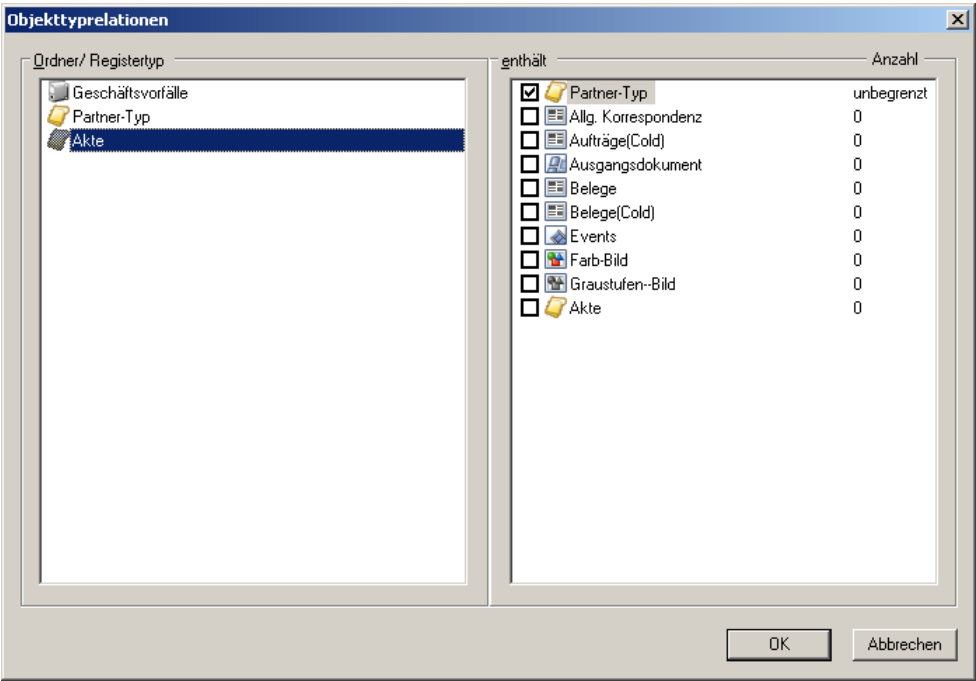 Objekttyprelationen
Ordner/ Registertyp
Geschäftsvorfälle
Partner-Typ
Akte
enthält Anzahl
Partner-Typ unbegrenzt
Allg. Korrespondenz 0
Aufträge(Cold) 0
Ausgangsdokument 0
Belege 0
Belege(Cold) 0
Events 0
Farb-Bild 0
Graustufen--Bild 0
Akte 0
OK Abbrechen